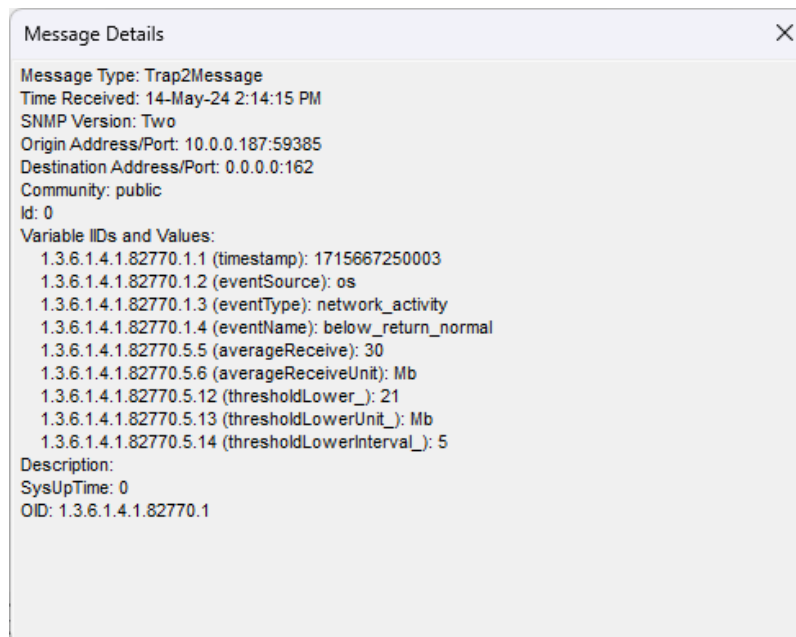 Message Details
Message Type: Trap2Message
Time Received: 14-May-24 2:14:15 PM
SNMP Version: Two
Origin Address/Port: 10.0.0.187:59385
Destination Address/Port: 0.0.0.0:162
Community: public
Id: 0
Variable IIDs and Values:
1.3.6.1.4.1.82770.1.1 (timestamp): 1715667250003
1.3.6.1.4.1.82770.1.2 (eventSource): os
1.3.6.1.4.1.82770.1.3 (eventType): network_activity
1.3.6.1.4.1.82770.1.4 (eventName): below_return_normal
1.3.6.1.4.1.82770.5.5 (averageReceive): 30
1.3.6.1.4.1.82770.5.6 (averageReceiveUnit): Mb
1.3.6.1.4.1.82770.5.12 (thresholdLower_): 21
1.3.6.1.4.1.82770.5.13 (thresholdLowerUnit_): Mb
1.3.6.1.4.1.82770.5.14 (thresholdLowerInterval_): 5
Description:
SysUpTime: 0
OID: 1.3.6.1.4.1.82770.1